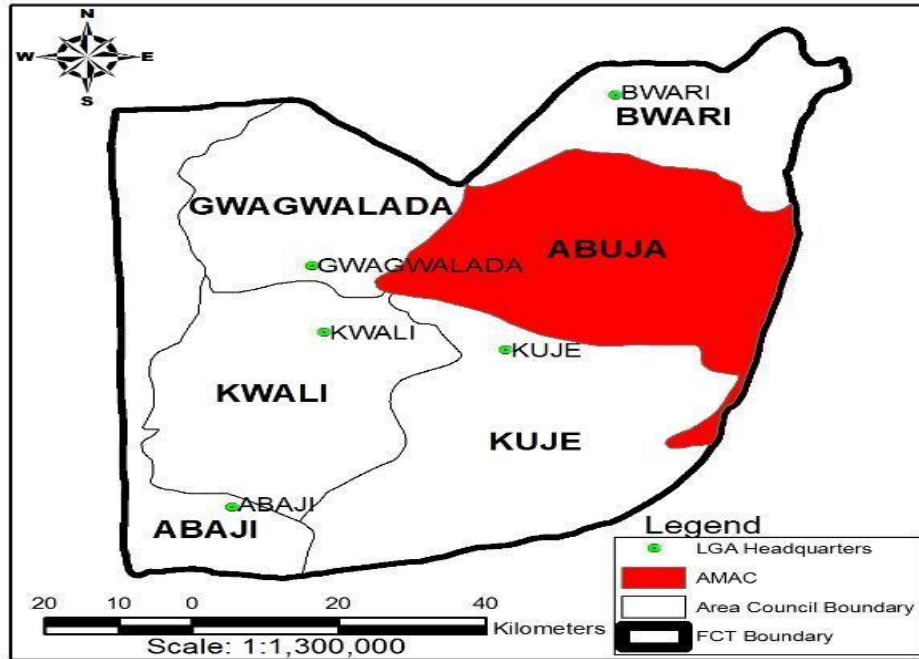 N
W E
S
BWARI
BWARI
GWAGWALADA
ABUJA
GWAGWALADA
KWALI
KUJE
KWALI
KUJE
ABAJI
ABAJI
Legend
LGA Headquarters
AMAC
Area Council Boundary
FCT Boundary
20 10 0 20 40
Kilometers
Scale: 1:1,300,000